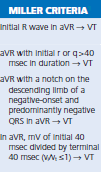 MILLER CRITERIA
Initial R wave in aVR → VT
aVR with initial r or q>40
msec in duration → VT
aVR with a notch on the
descending limb of a
negative-onset and
predominantly negative
QRS in aVR → VT
In aVR, mV of initial 40
msec divided by terminal
40 msec (vi/vt ≤1) → VT